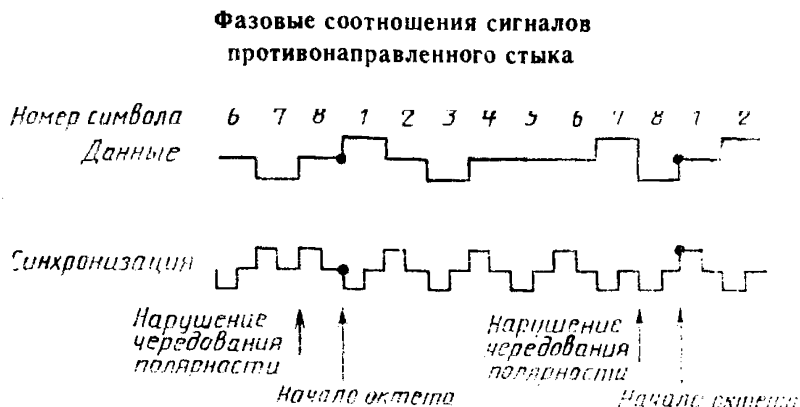 Фазовые соотношения сигналов
противонаправленного стыка
Номер символа 6 7 8 1 2 3 4 5 6 7 8 1 2
Данные
Синхронизация
Нарушение
чередования
полярности
Начало октета
Нарушение
чередования
полярности
Начало октета